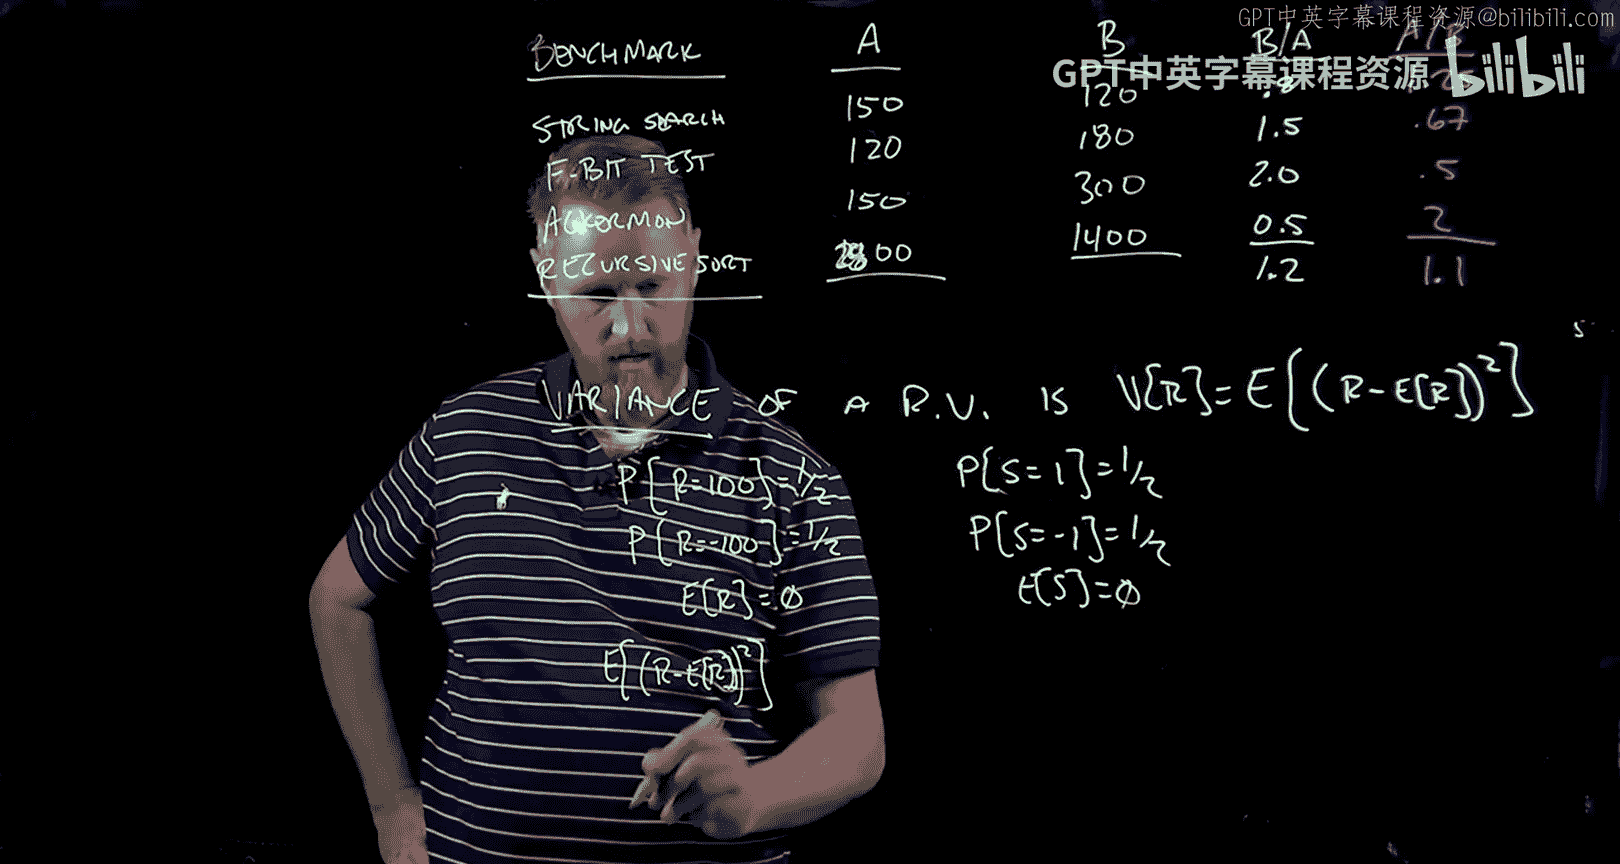 GPT中英字幕课程资源@bilibili.com
GPT中英字幕课程资源 bilibili
BENCHMARK A B B/A A/B
STRING SEARCH 150 120
F-BIT TEST 120 180 1.5 .67
ACKERMON 150 300 2.0 .5
RECURSIVE SORT 00 1400 0.5 2
1.2 1.1
VARIANCE OF A R.V. IS V[R]=E[(R-E[R])²]
P[R=100]=1/2 P[S=1]=1/2
P[R=-100]=1/2 P[S=-1]=1/2
E[R]=0 E[S]=0
E[(R-E[R])²]